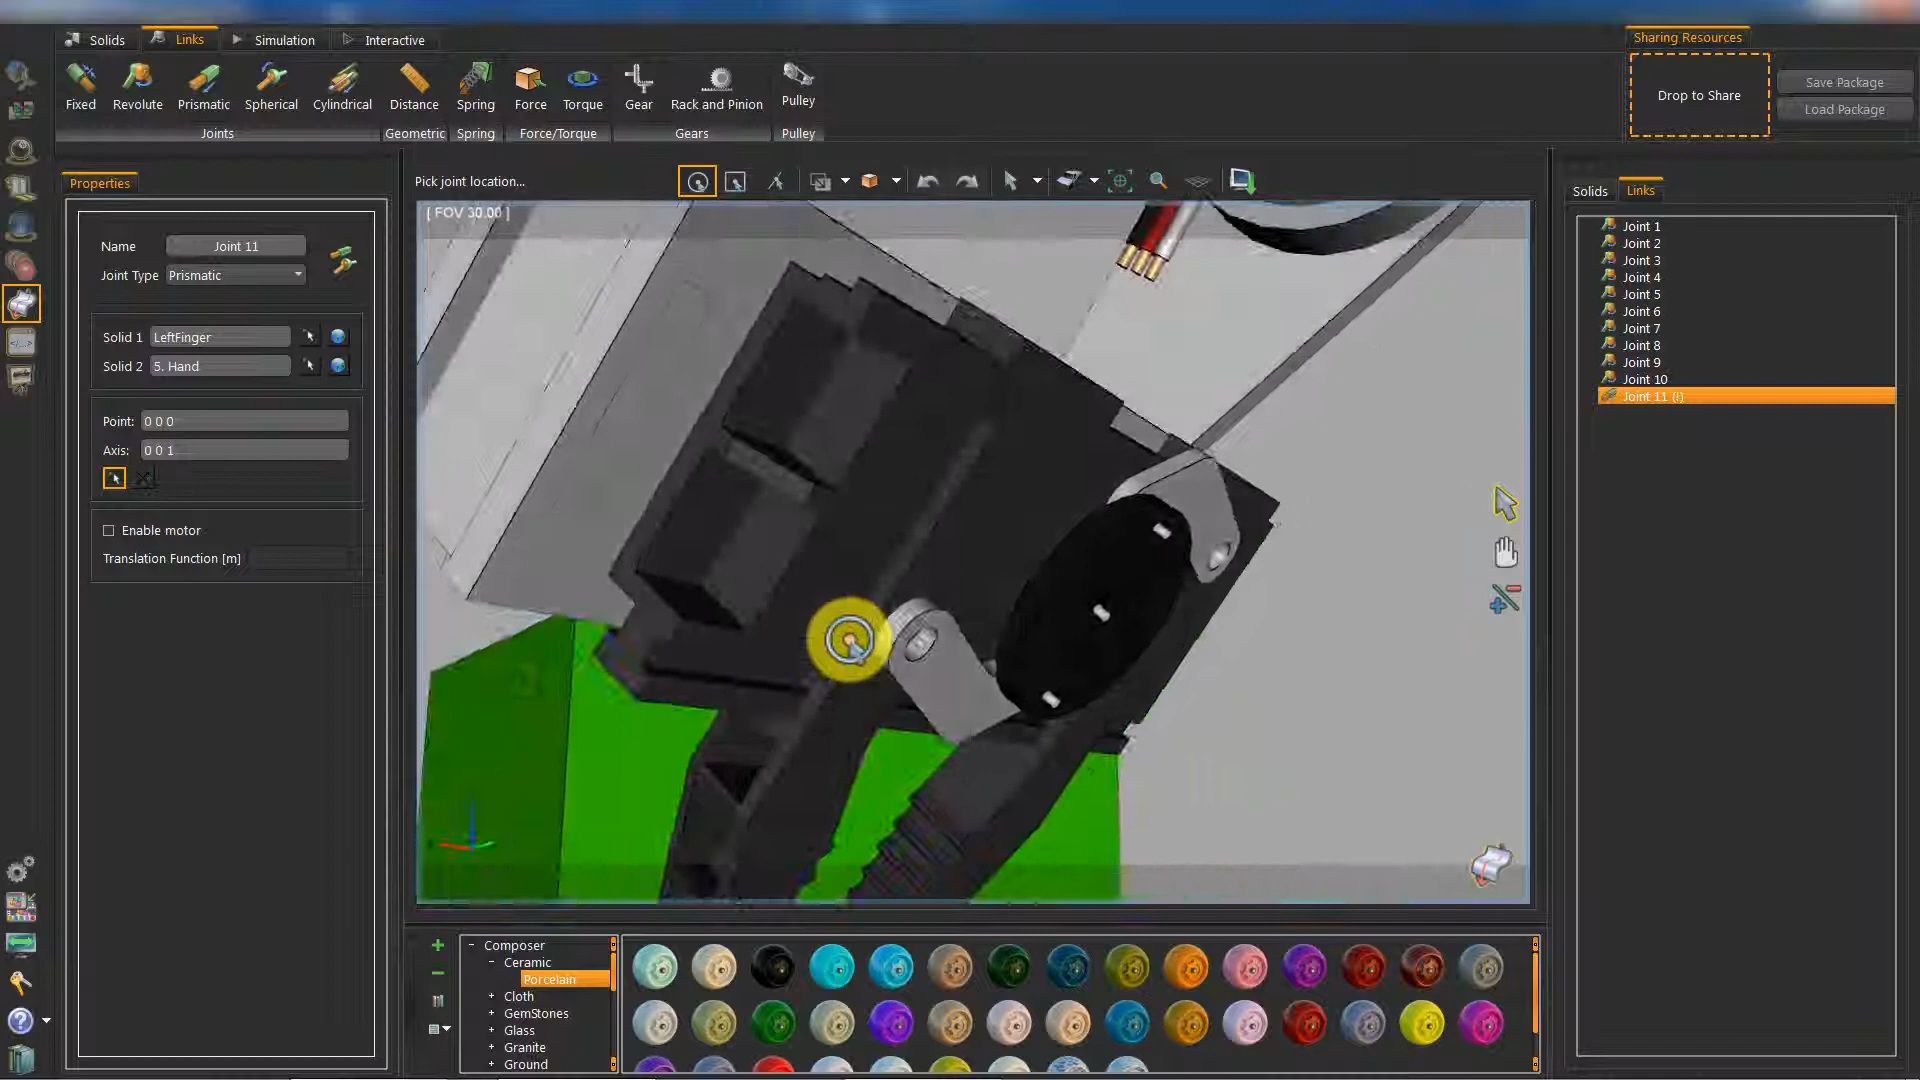 Solids Links Simulation Interactive
Sharing Resources
Fixed Revolute Prismatic Spherical Cylindrical Distance Spring Force Torque Gear Rack and Pinion Pulley
Joints Geometric Spring Force/Torque Gears Pulley
Drop to Share
Save Package
Load Package
Properties
Pick joint location...
Solids Links
[ FOV 30.00 ]
Name Joint 11
Joint Type Prismatic
Solid 1 LeftFinger
Solid 2 5. Hand
Point: 0 0 0
Axis: 0 0 1
Enable motor
Translation Function [m]
Joint 1
Joint 2
Joint 3
Joint 4
Joint 5
Joint 6
Joint 7
Joint 8
Joint 9
Joint 10
Joint 11 (!)
Composer
Ceramic
Porcelain
Cloth
GemStones
Glass
Granite
Ground